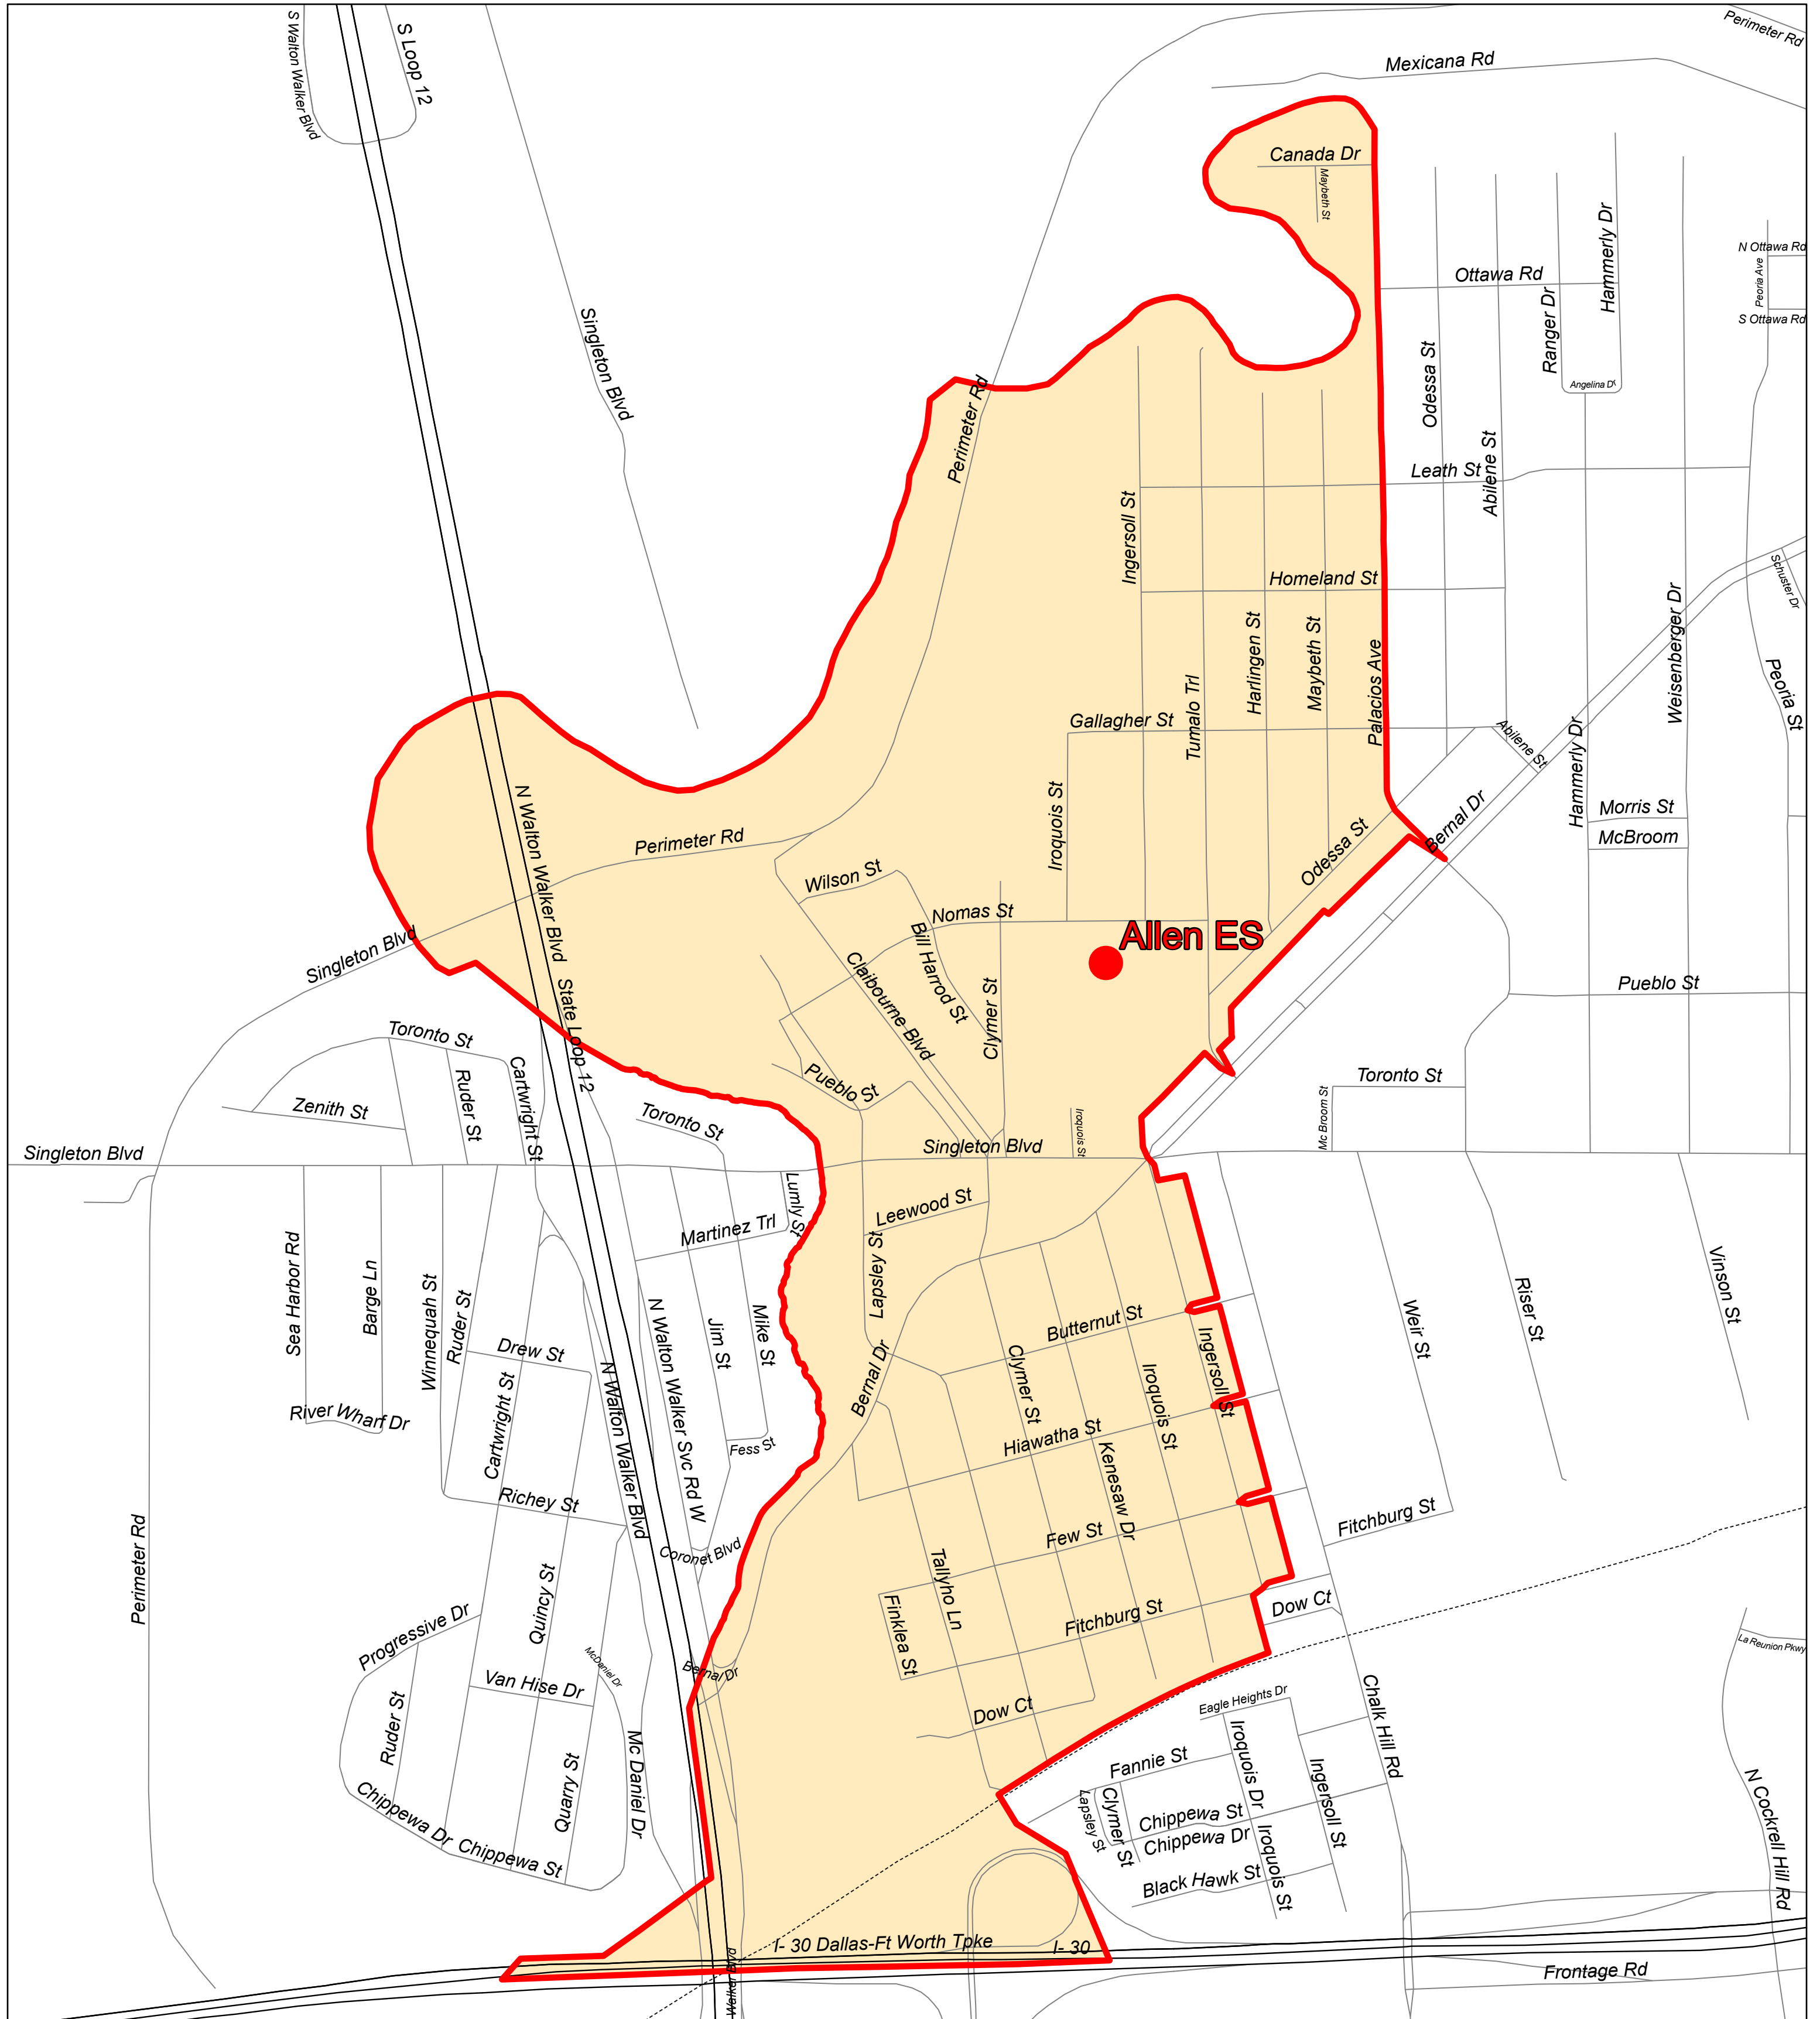 S Walton Walker Blvd
S Loop 12
Perimeter Rd
Mexicana Rd
Canada Dr
Maybeth St
Hammerly Dr
N Ottawa Rd
Peoria Ave
S Ottawa Rd
Ottawa Rd
Ranger Dr
Singleton Blvd
Odessa St
Angelina Dr
Perimeter Rd
Abilene St
Leath St
Ingersoll St
Homeland St
Schuster Dr
Harlingen St
Maybeth St
Palacios Ave
Weisenberger Dr
Peoria St
Tumalo Trl
Gallagher St
Abilene St
Hammerly Dr
N Walton Walker Blvd
Perimeter Rd
Iroquois St
Odessa St
Bernal Dr
Morris St
McBroom
Wilson St
Nomas St
Allen ES
Singleton Blvd
Bill Harrod St
Claibourne Blvd
Clymer St
Pueblo St
State Loop 12
Toronto St
Ruder St
Cartwright St
Zenith St
Pueblo St
Toronto St
Toronto St
Mc Broom St
Iroquois St
Singleton Blvd
Singleton Blvd
Lumly St
Leewood St
Martinez Trl
Lapsley St
Sea Harbor Rd
Barge Ln
Winnequah St
Ruder St
N Walton Walker Svc Rd W
Jim St
Mike St
Butternut St
Ingersoll St
Weir St
Riser St
Vinson St
Drew St
N Walton Walker Blvd
Bernal Dr
Clymer St
Iroquois St
Cartwright St
River Wharf Dr
Fess St
Hiawatha St
Kenesaw Dr
Richey St
Few St
Fitchburg St
Coronet Blvd
Perimeter Rd
Quincy St
Tallyho Ln
Finklea St
Fitchburg St
Dow Ct
Progressive Dr
McDaniel Dr
Bernal Dr
La Reunion Pkwy
Van Hise Dr
Ruder St
Dow Ct
Eagle Heights Dr
Chalk Hill Rd
Mc Daniel Dr
Quarry St
Fannie St
Iroquois Dr
Ingersoll St
Lapsley St
Clymer St
Chippewa St
Chippewa Dr
Chippewa Dr
Chippewa St
Iroquois St
Black Hawk St
N Cockrell Hill Rd
I- 30 Dallas-Ft Worth Tpke
I- 30
Walker Blvd
Frontage Rd